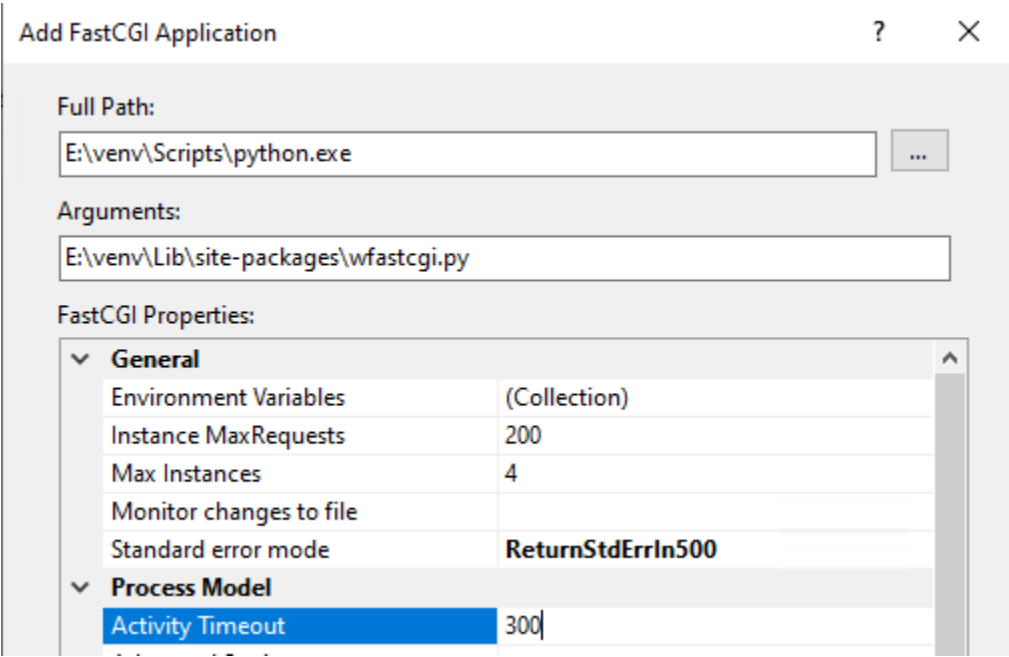 Add FastCGI Application ?
Full Path:
E:\venv\Scripts\python.exe ...
Arguments:
E:\venv\Lib\site-packages\wfastcgi.py
FastCGI Properties:
General
Environment Variables (Collection)
Instance MaxRequests 200
Max Instances 4
Monitor changes to file
Standard error mode ReturnStdErrIn500
Process Model
Activity Timeout 300